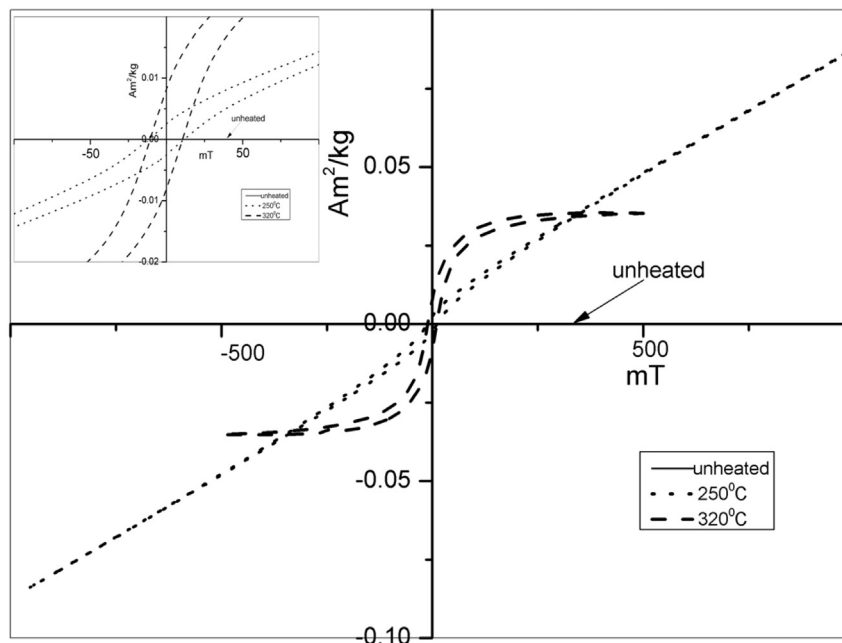 0.01
Am²/kg
0.00
unheated
-50
mT
50
-0.01
unheated
250⁰C
320⁰C
-0.02
Am²/kg
0.05
unheated
0.00
-500
500
mT
-0.05
unheated
250⁰C
320⁰C
-0.10